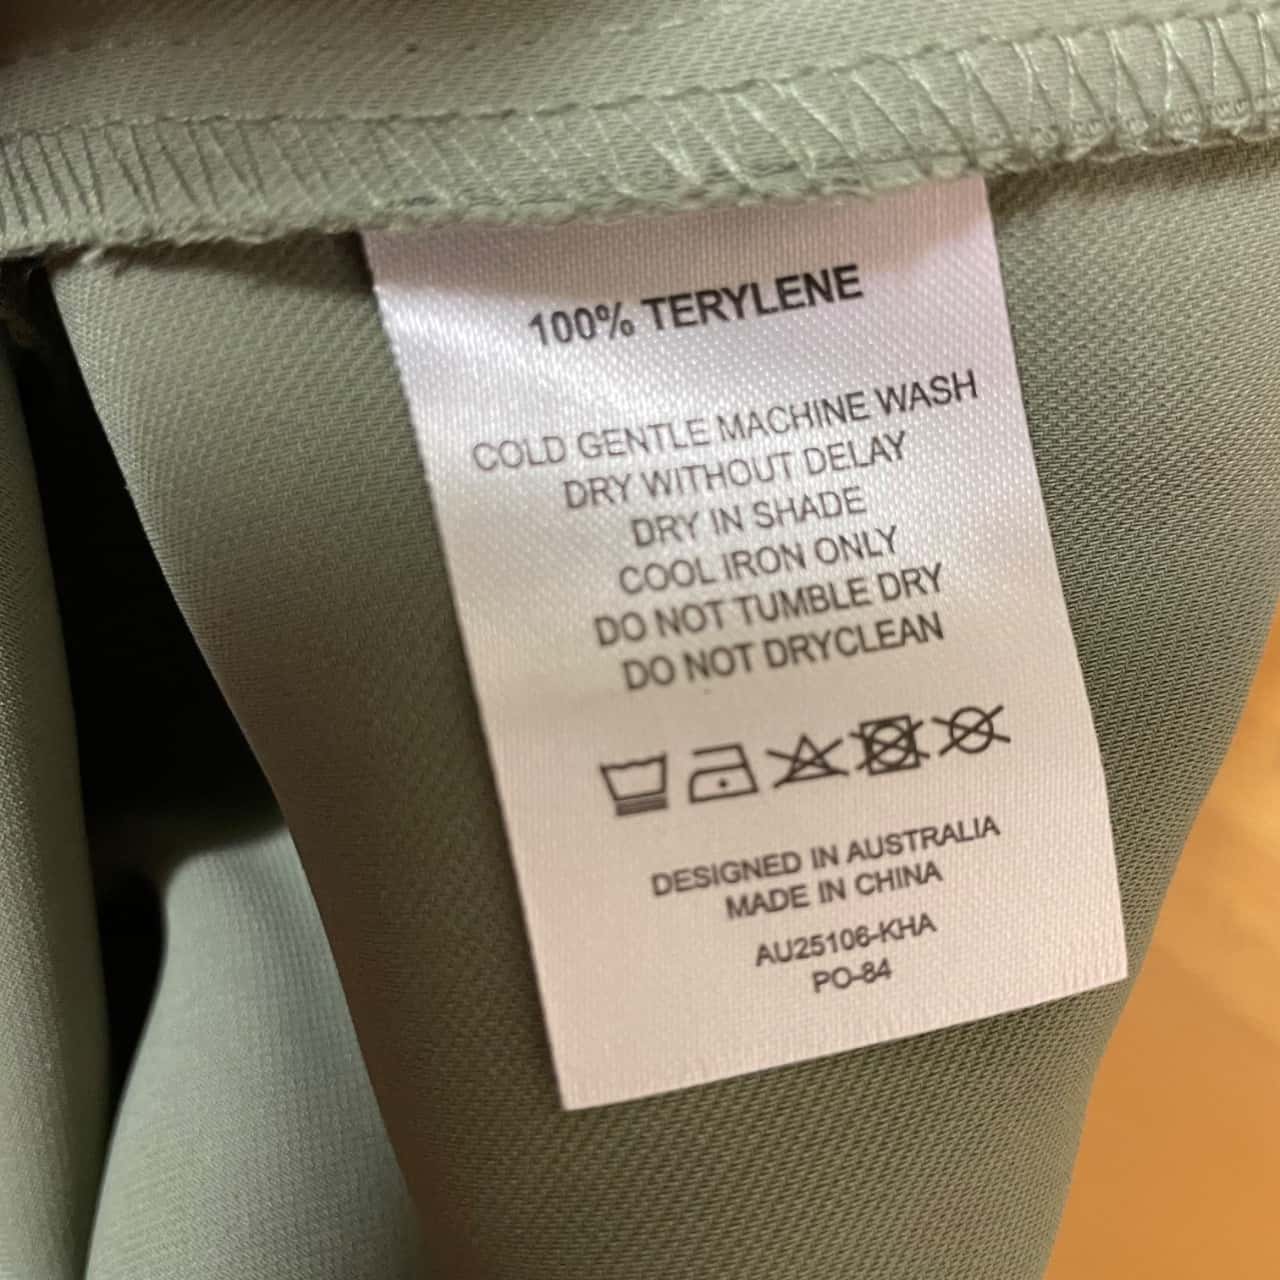 100% TERYLENE
COLD GENTLE MACHINE WASH
DRY WITHOUT DELAY
DRY IN SHADE
COOL IRON ONLY
DO NOT TUMBLE DRY
DO NOT DRYCLEAN
DESIGNED IN AUSTRALIA
MADE IN CHINA
AU25106-KHA
PO-84